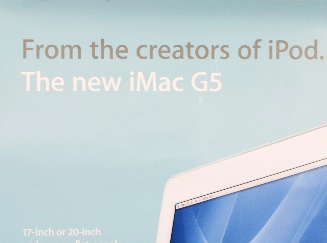 From the creators of iPod.
The new iMac G5
17-inch or 20-inch